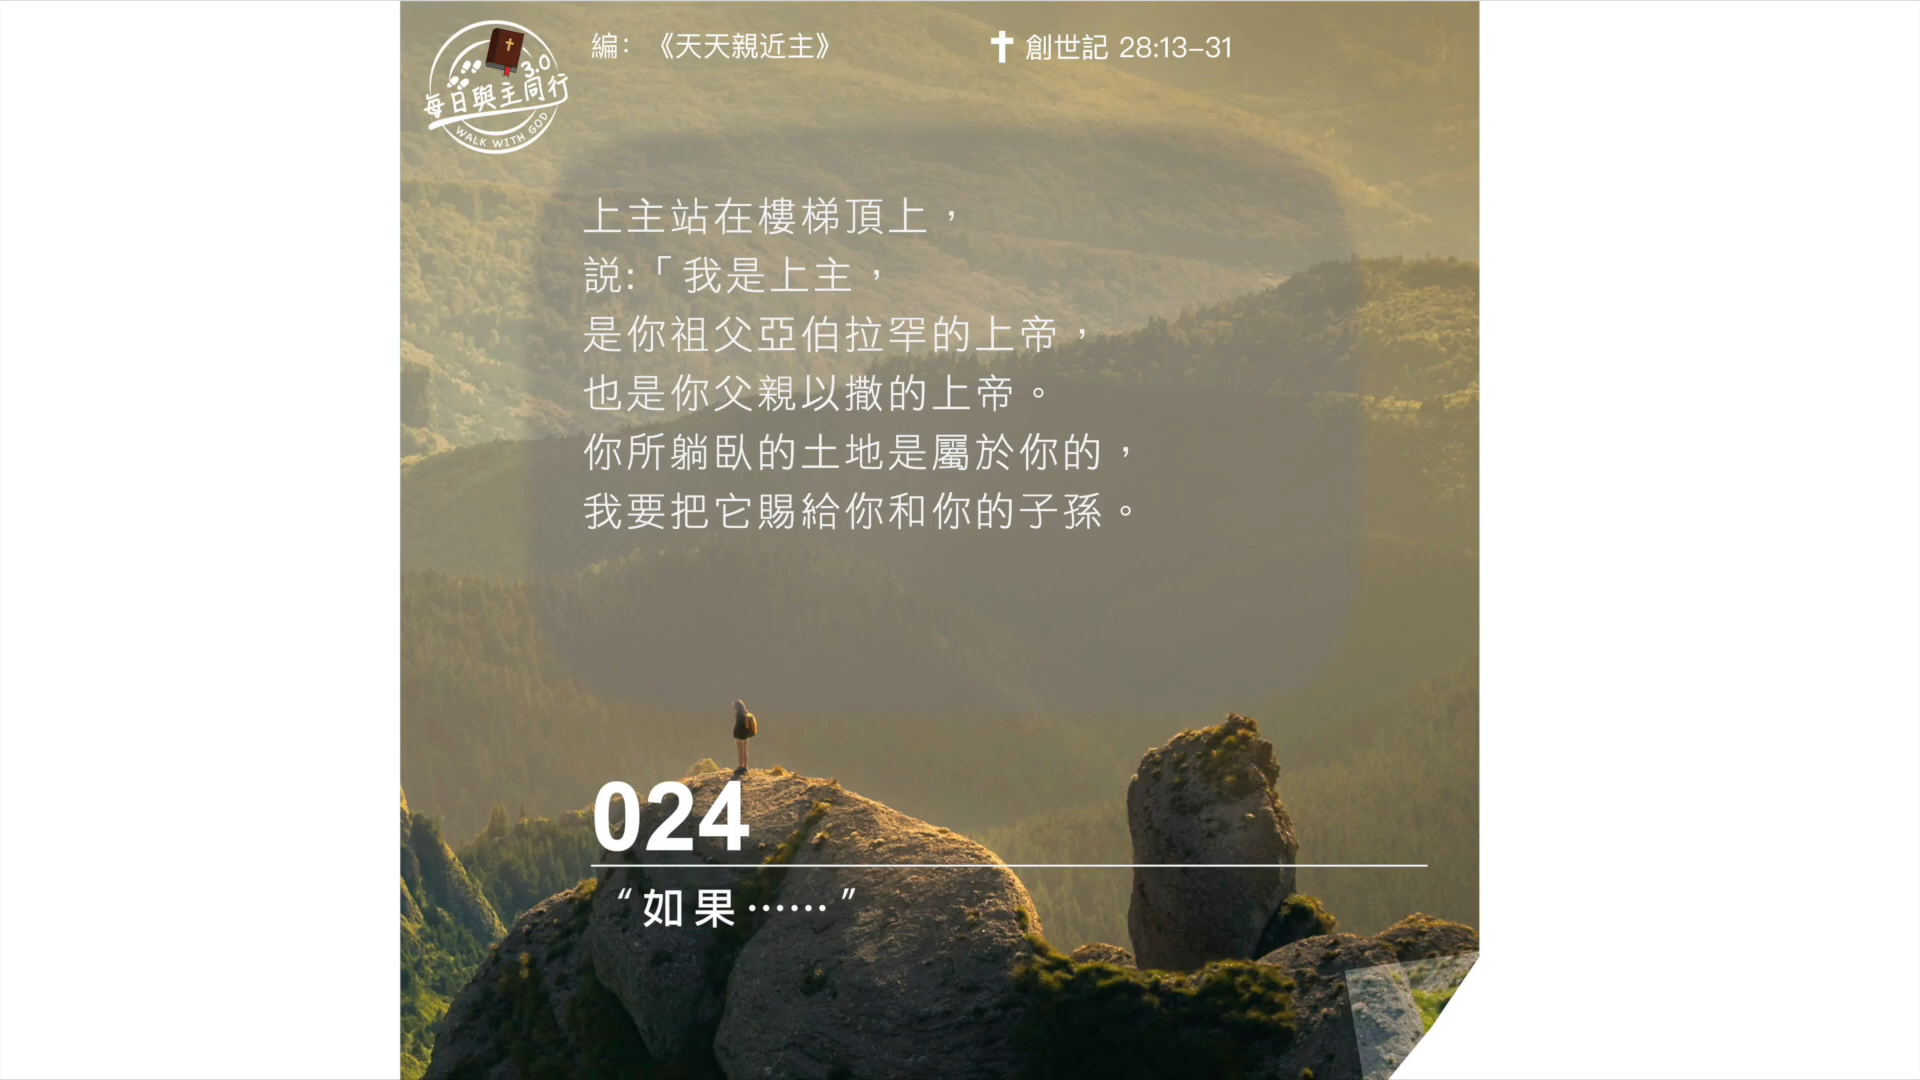 3.0
每日與主同行
WALK WITH GOD
編：《天天親近主》
創世記 28:13–31
上主站在樓梯頂上，
説:「我是上主，
是你祖父亞伯拉罕的上帝，
也是你父親以撒的上帝。
你所躺臥的土地是屬於你的，
我要把它賜給你和你的子孫。
024
“如果……”